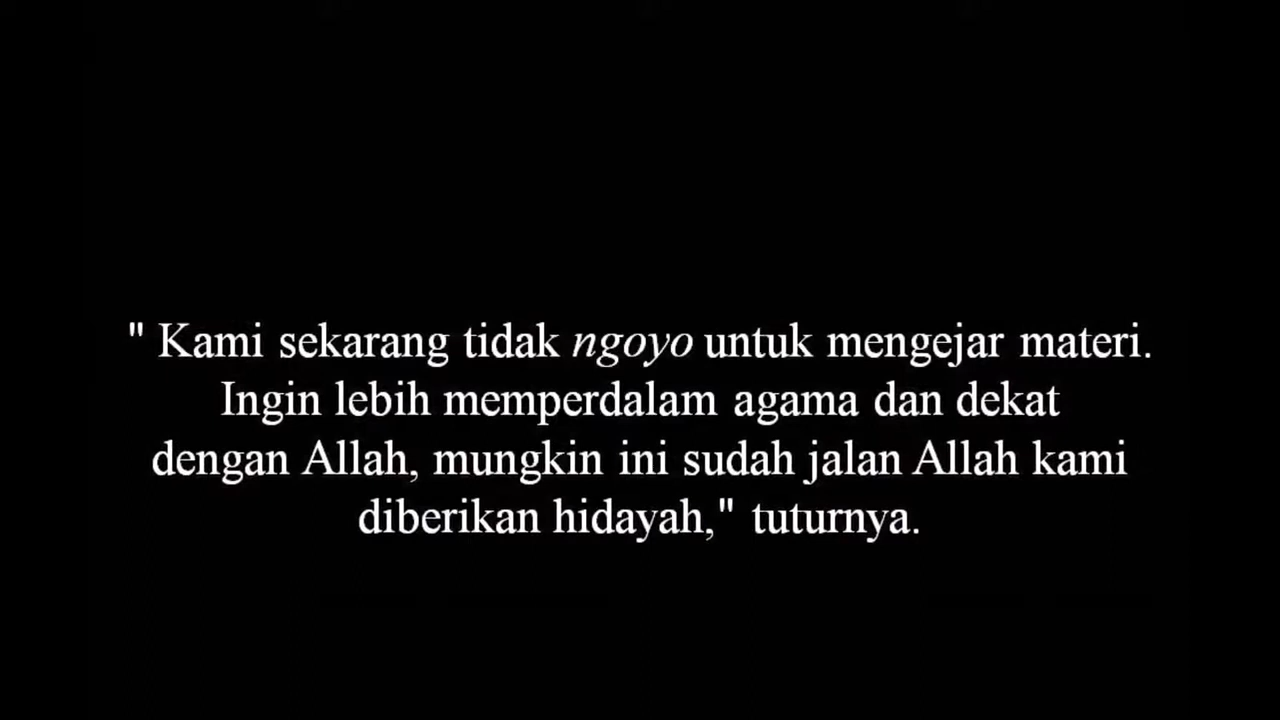 " Kami sekarang tidak ngoyo untuk mengejar materi.
Ingin lebih memperdalam agama dan dekat
dengan Allah, mungkin ini sudah jalan Allah kami
diberikan hidayah," tuturnya.